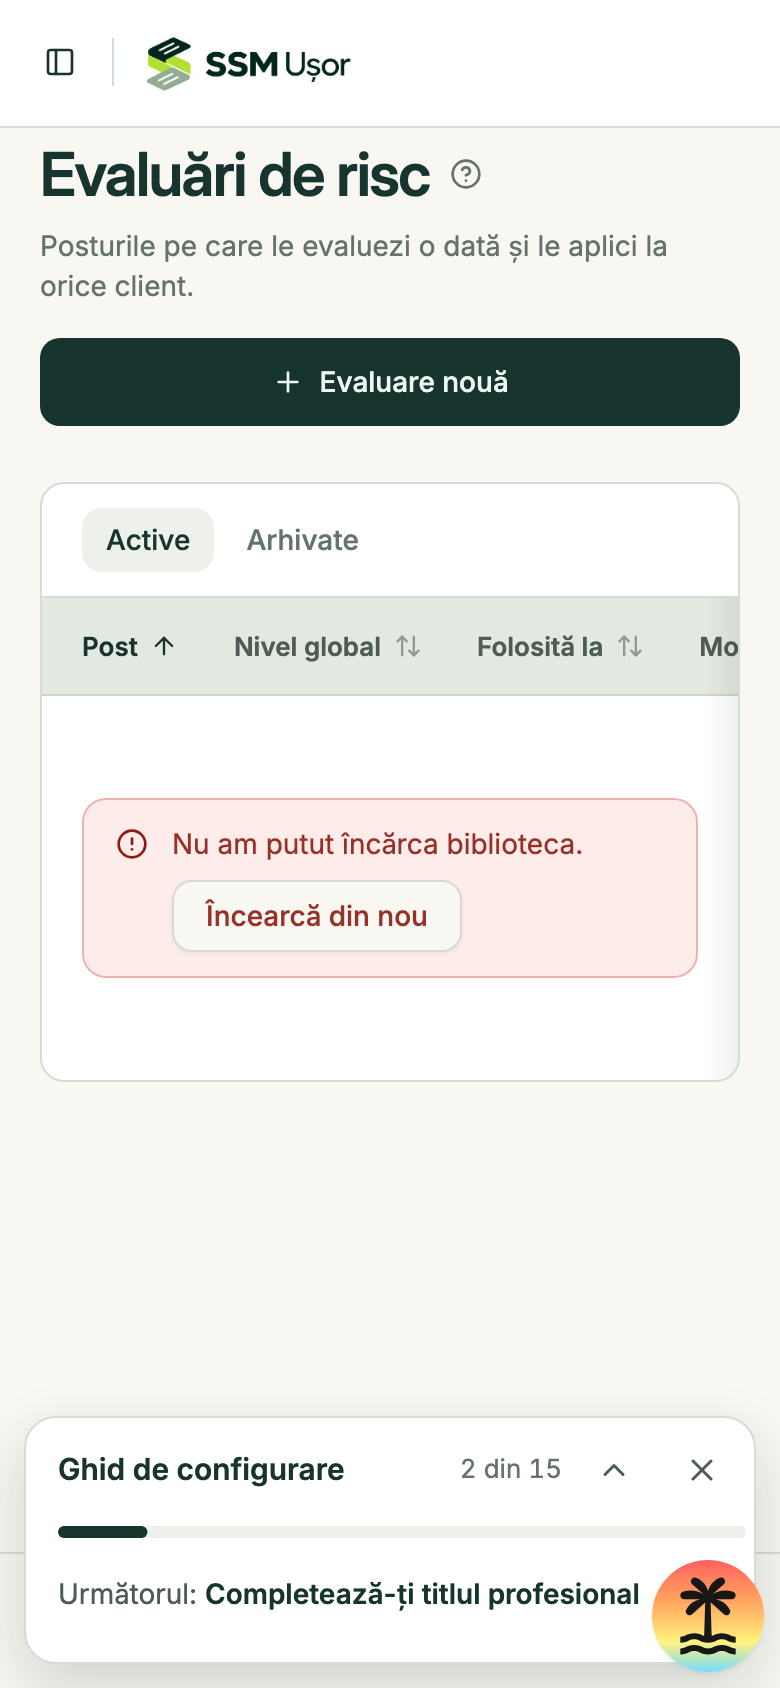 SSM Ușor
Evaluări de risc
Posturile pe care le evaluezi o dată și le aplici la
orice client.
Evaluare nouă
Active Arhivate
Post Nivel global Folosită la Mo
Nu am putut încărca biblioteca.
Încearcă din nou
Ghid de configurare 2 din 15
Următorul: Completează-ți titlul profesional